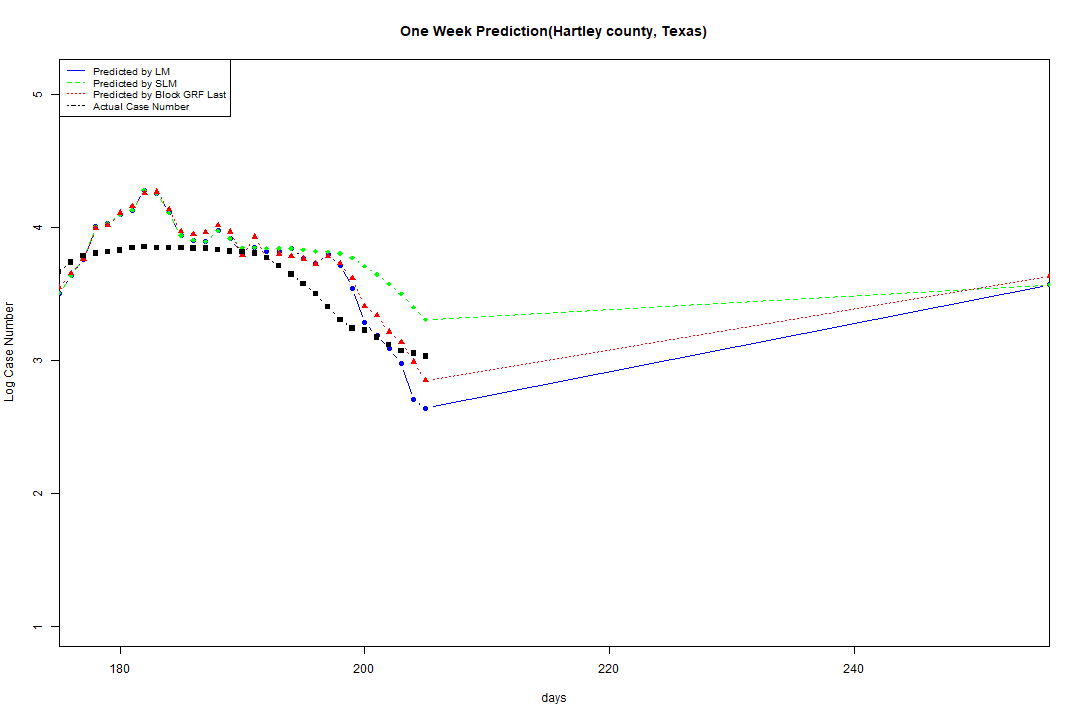 One Week Prediction(Hartley county, Texas)
Predicted by LM
Predicted by SLM
Predicted by Block GRF Last
Actual Case Number
5
4
3
2
1
Log Case Number
180 200 220 240
days